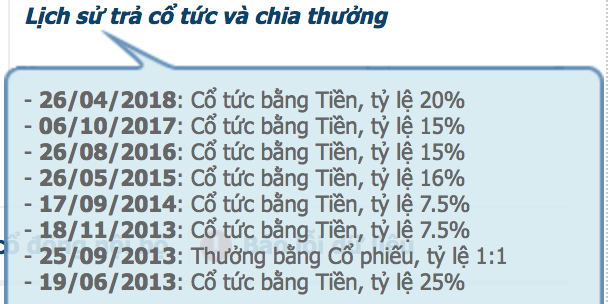 Lịch sử trả cổ tức và chia thưởng
- 26/04/2018: Cổ tức bằng Tiền, tỷ lệ 20%
- 06/10/2017: Cổ tức bằng Tiền, tỷ lệ 15%
- 26/08/2016: Cổ tức bằng Tiền, tỷ lệ 15%
- 26/05/2015: Cổ tức bằng Tiền, tỷ lệ 16%
- 17/09/2014: Cổ tức bằng Tiền, tỷ lệ 7.5%
- 18/11/2013: Cổ tức bằng Tiền, tỷ lệ 7.5%
- 25/09/2013: Thưởng bằng Cổ phiếu, tỷ lệ 1:1
- 19/06/2013: Cổ tức bằng Tiền, tỷ lệ 25%